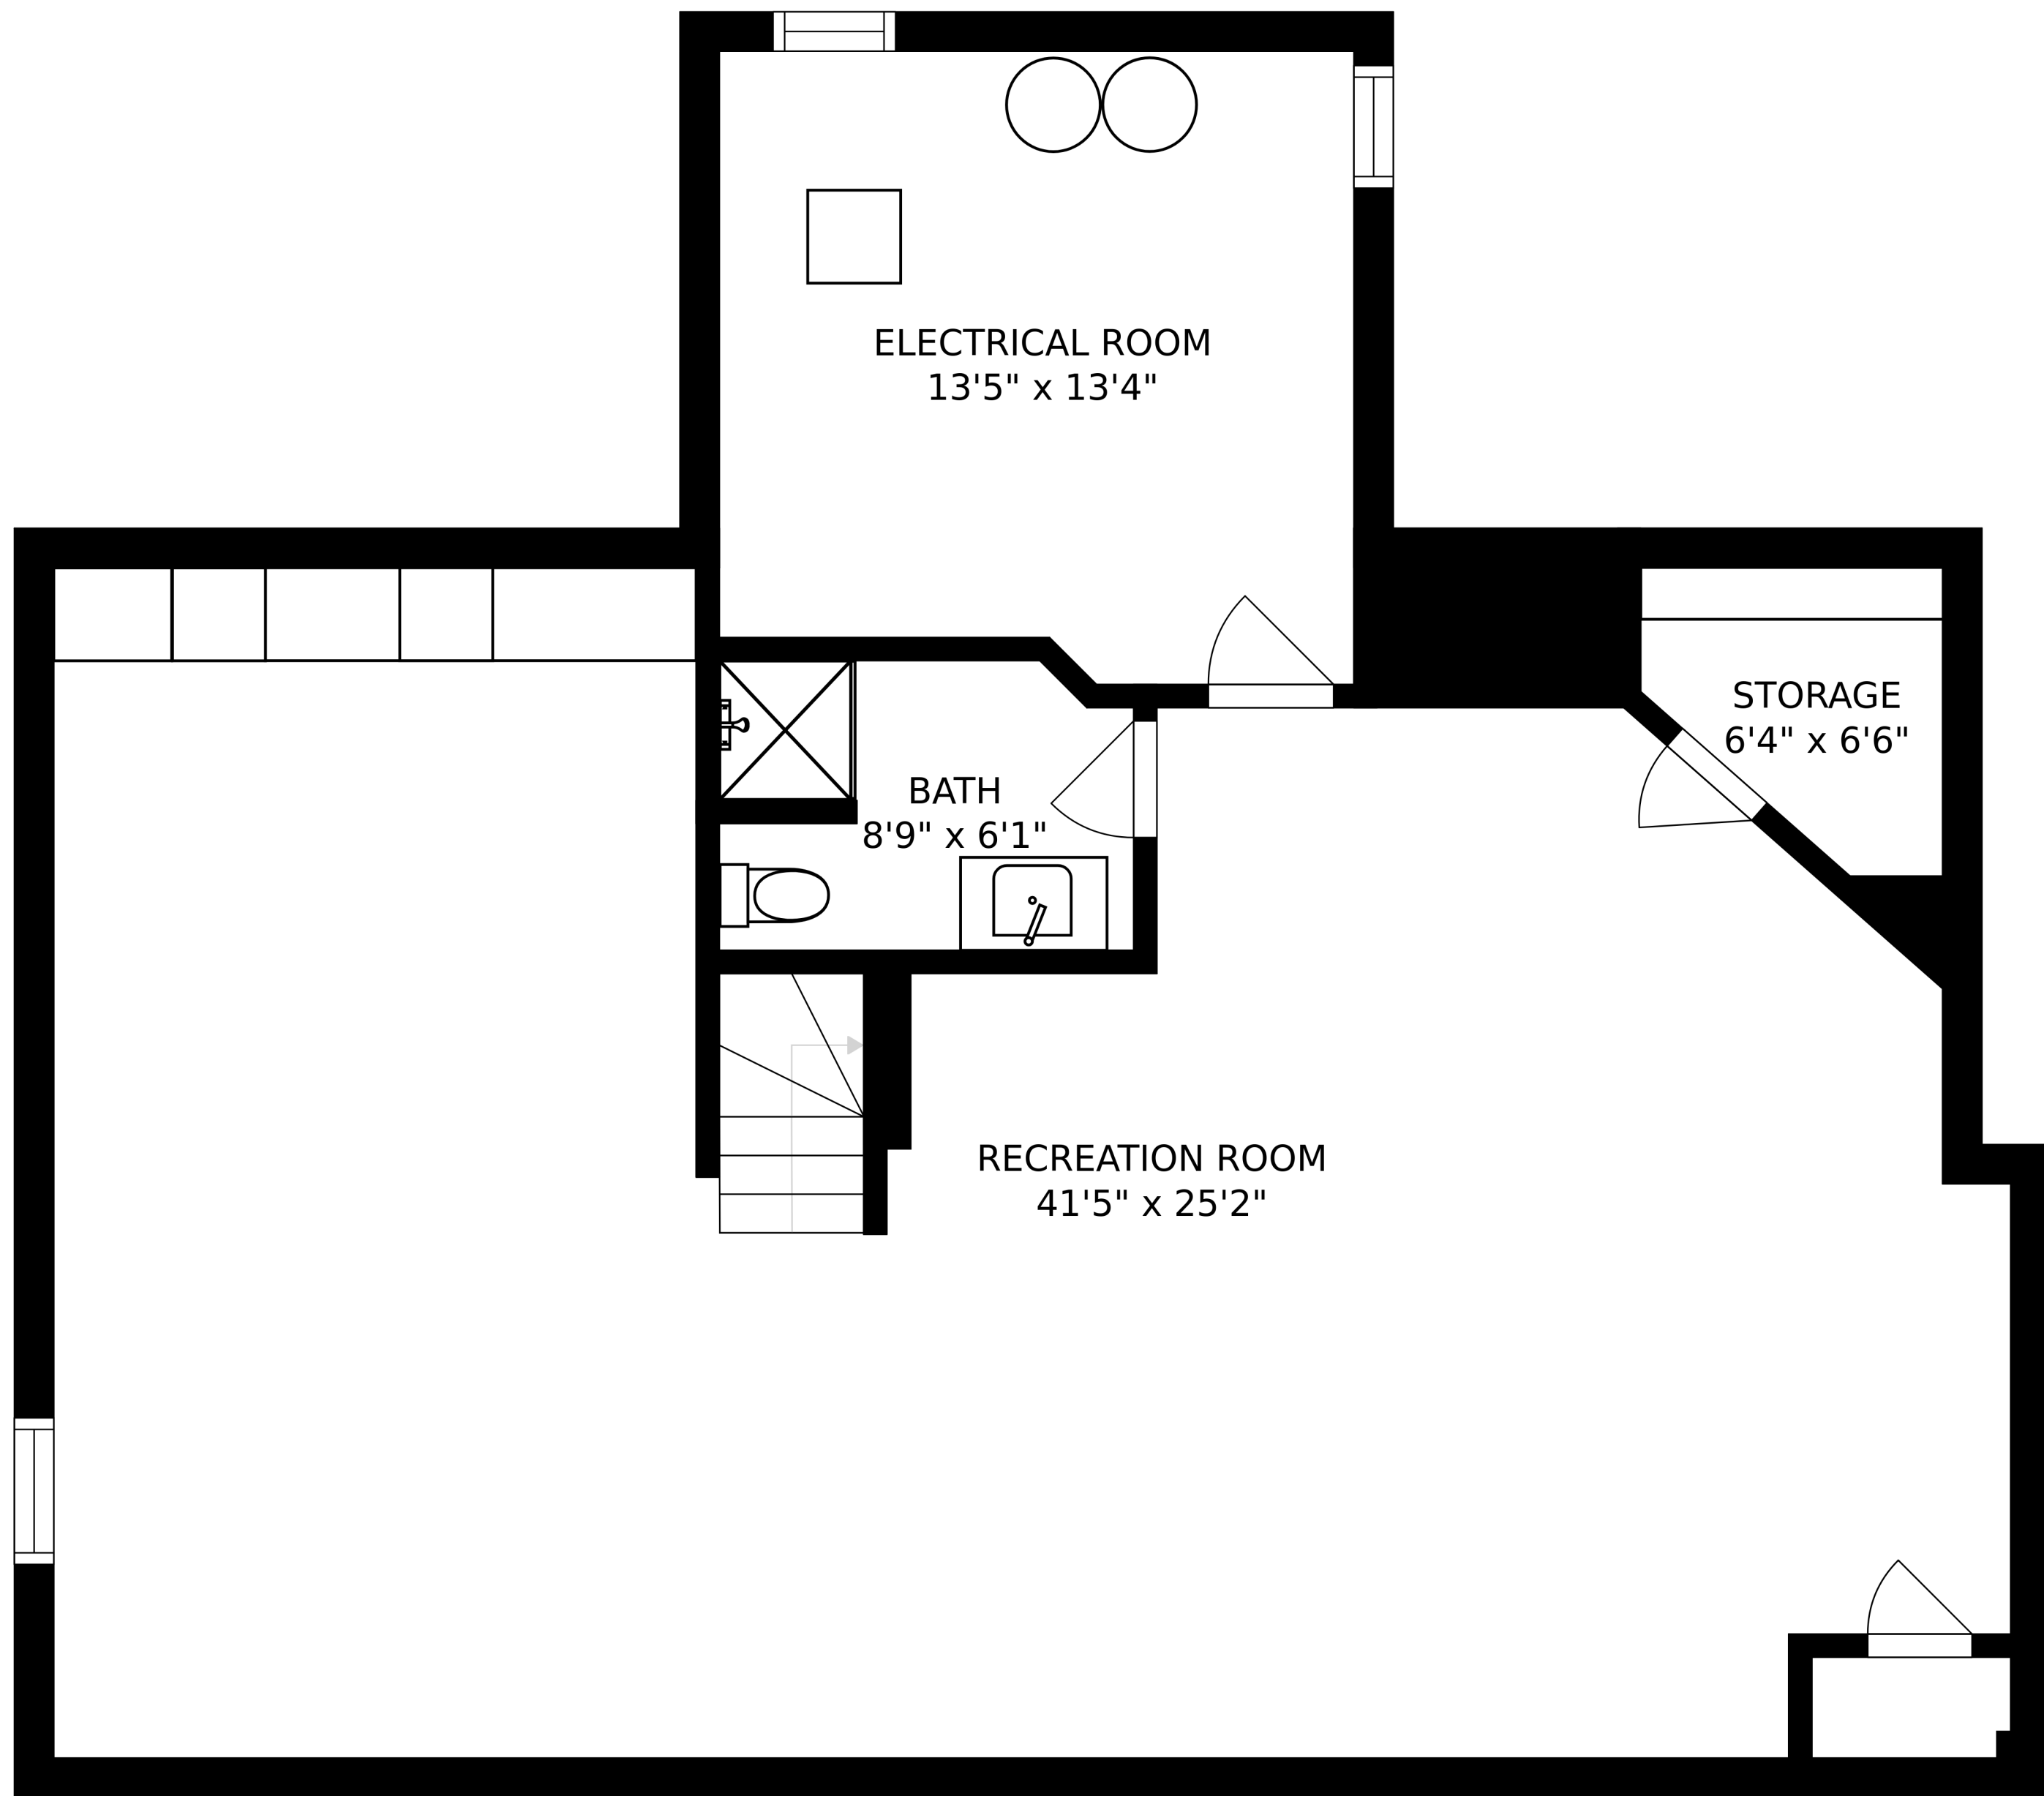 ELECTRICAL ROOM
13'5" x 13'4"
STORAGE
6'4" x 6'6"
BATH
8'9" x 6'1"
RECREATION ROOM
41'5" x 25'2"